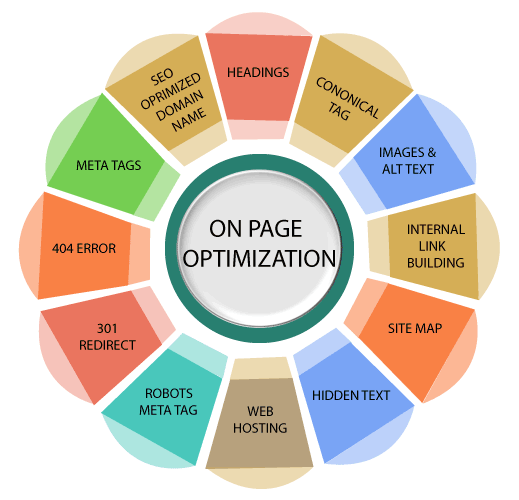 HEADINGS
CONONICAL
TAG
IMAGES &
ALT TEXT
INTERNAL
LINK
BUILDING
SITE MAP
HIDDEN TEXT
WEB
HOSTING
ROBOTS
META TAG
301
REDIRECT
404 ERROR
META TAGS
SEO
OPRIMIZED
DOMAIN
NAME
ON PAGE
OPTIMIZATION